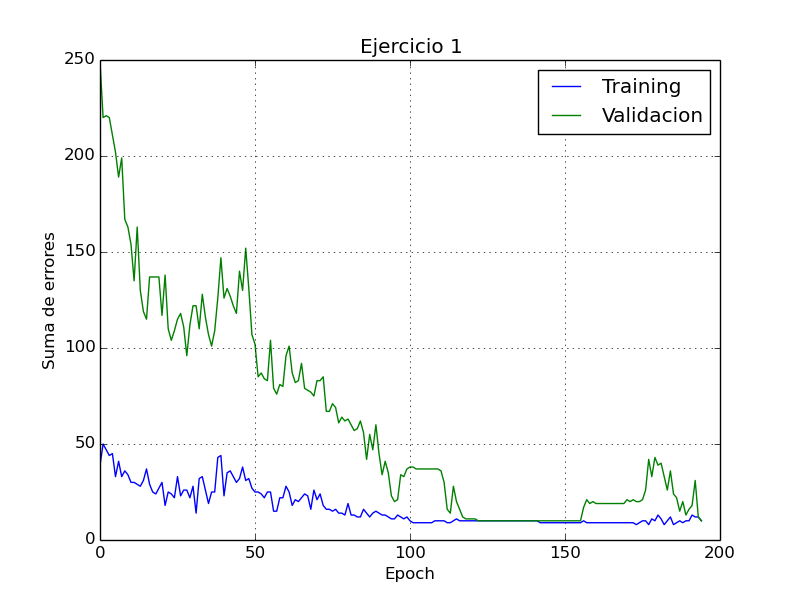 Ejercicio 1
250
200
150
100
50
0
Suma de errores
Training
Validacion
0 50 100 150 200
Epoch